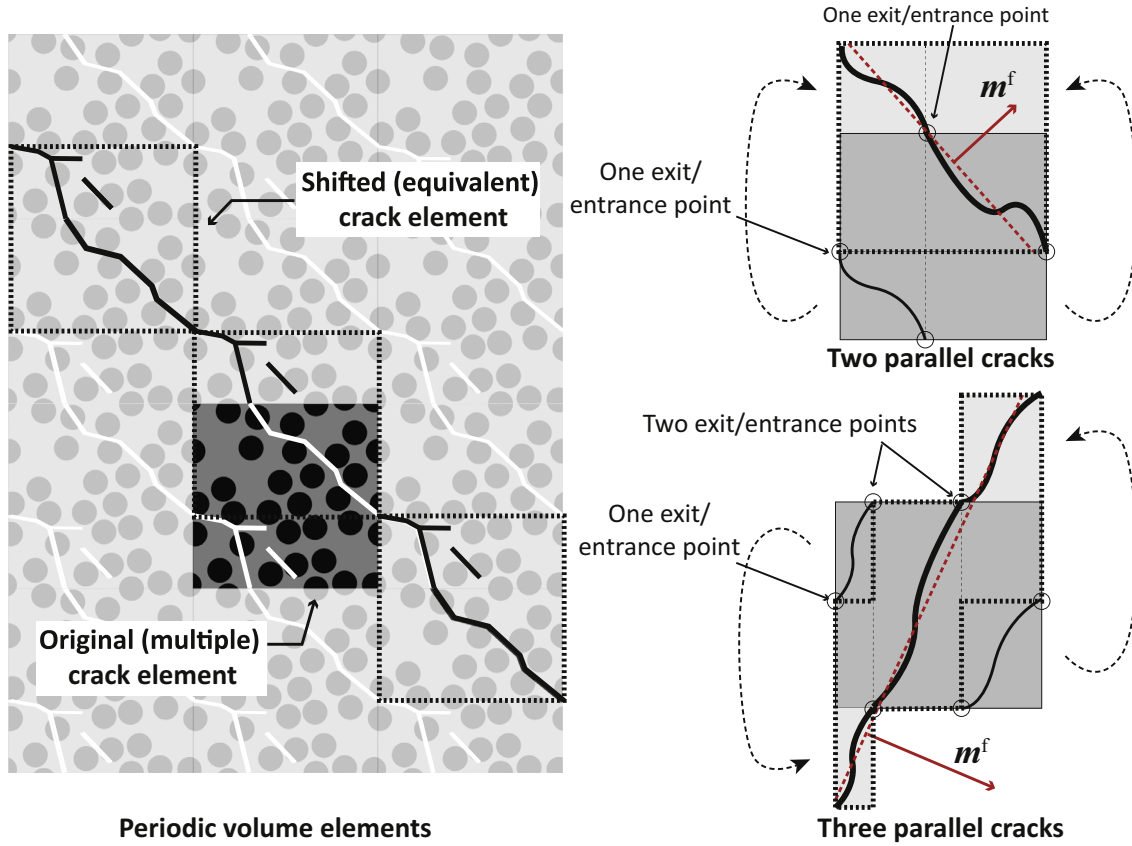 Shifted (equivalent)
crack element
Original (multiple)
crack element
Periodic volume elements
One exit/entrance point
m^f
One exit/
entrance point
Two parallel cracks
Two exit/entrance points
One exit/
entrance point
m^f
Three parallel cracks